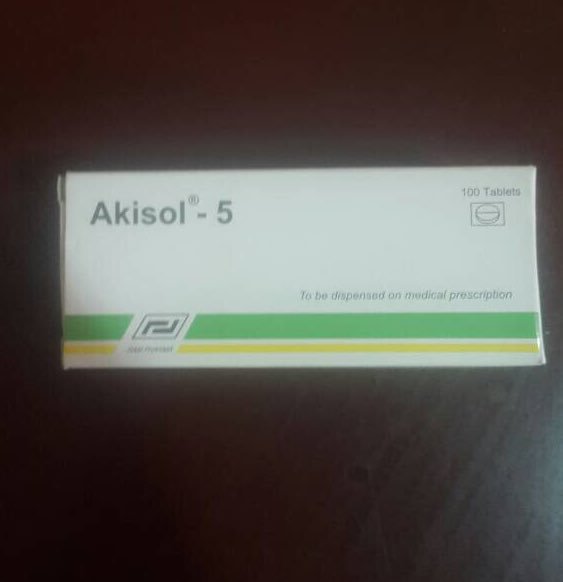 Akisol® - 5
100 Tablets
To be dispensed on medical prescription